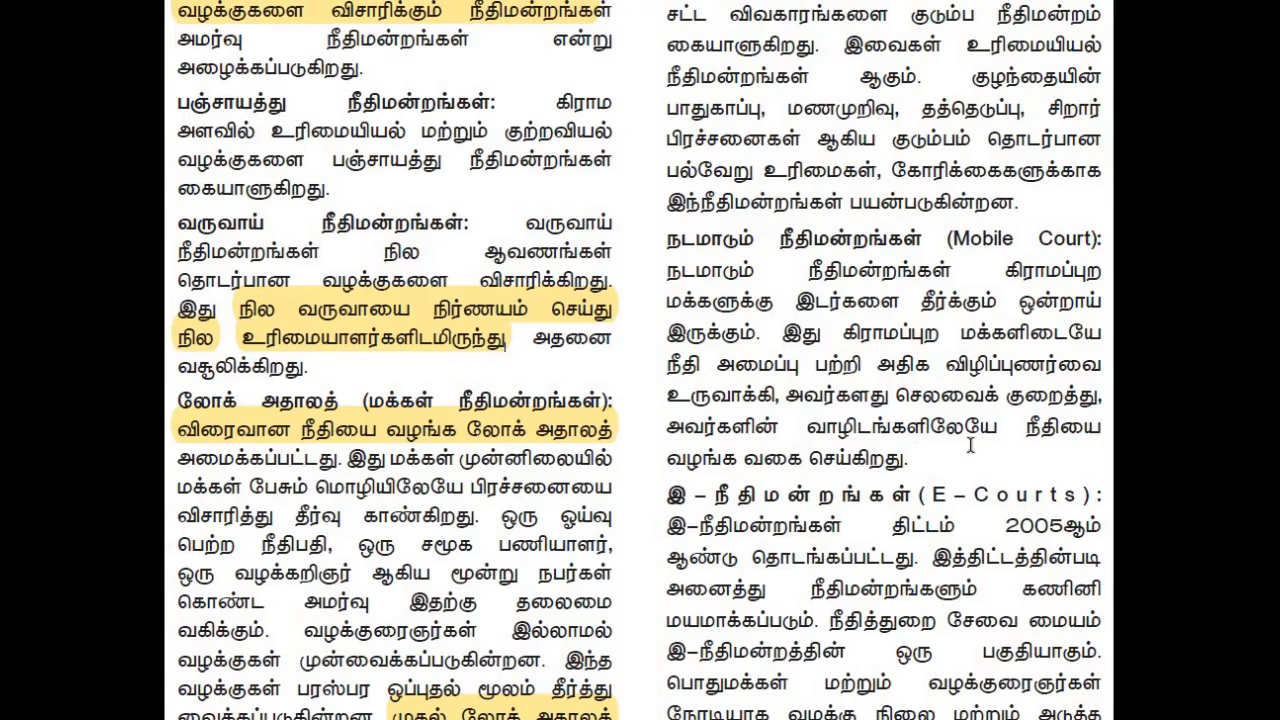 வழக்குகளை விசாரிக்கும் நீதிமன்றங்கள்
அமர்வு நீதிமன்றங்கள் என்று
அழைக்கப்படுகிறது.
பஞ்சாயத்து நீதிமன்றங்கள்: கிராம
அளவில் உரிமையியல் மற்றும் குற்றவியல்
வழக்குகளை பஞ்சாயத்து நீதிமன்றங்கள்
கையாளுகிறது.
வருவாய் நீதிமன்றங்கள்: வருவாய்
நீதிமன்றங்கள் நில ஆவணங்கள்
தொடர்பான வழக்குகளை விசாரிக்கிறது.
இது நில வருவாயை நிர்ணயம் செய்து
நில உரிமையாளர்களிடமிருந்து அதனை
வசூலிக்கிறது.
லோக் அதாலத் (மக்கள் நீதிமன்றங்கள்):
விரைவான நீதியை வழங்க லோக் அதாலத்
அமைக்கப்பட்டது. இது மக்கள் முன்னிலையில்
மக்கள் பேசும் மொழியிலேயே பிரச்சனையை
விசாரித்து தீர்வு காண்கிறது. ஒரு ஓய்வு
பெற்ற நீதிபதி, ஒரு சமூக பணியாளர்,
ஒரு வழக்கறிஞர் ஆகிய மூன்று நபர்கள்
கொண்ட அமர்வு இதற்கு தலைமை
வகிக்கும். வழக்குரைஞர்கள் இல்லாமல்
வழக்குகள் முன்வைக்கப்படுகின்றன. இந்த
வழக்குகள் பரஸ்பர ஒப்புதல் மூலம் தீர்த்து
வைக்கப்படுகின்றன முதல் லோக் அதாலத்
சட்ட விவகாரங்களை குடும்ப நீதிமன்றம்
கையாளுகிறது. இவைகள் உரிமையியல்
நீதிமன்றங்கள் ஆகும். குழந்தையின்
பாதுகாப்பு, மணமுறிவு, தத்தெடுப்பு, சிறார்
பிரச்சனைகள் ஆகிய குடும்பம் தொடர்பான
பல்வேறு உரிமைகள், கோரிக்கைகளுக்காக
இந்நீதிமன்றங்கள் பயன்படுகின்றன.
நடமாடும் நீதிமன்றங்கள் (Mobile Court):
நடமாடும் நீதிமன்றங்கள் கிராமப்புற
மக்களுக்கு இடர்களை தீர்க்கும் ஒன்றாய்
இருக்கும். இது கிராமப்புற மக்களிடையே
நீதி அமைப்பு பற்றி அதிக விழிப்புணர்வை
உருவாக்கி, அவர்களது செலவைக் குறைத்து,
அவர்களின் வாழிடங்களிலேயே நீதியை
வழங்க வகை செய்கிறது.
இ – நீதிமன்றங்கள் (E – Courts):
இ–நீதிமன்றங்கள் திட்டம் 2005ஆம்
ஆண்டு தொடங்கப்பட்டது. இத்திட்டத்தின்படி
அனைத்து நீதிமன்றங்களும் கணினி
மயமாக்கப்படும். நீதித்துறை சேவை மையம்
இ–நீதிமன்றத்தின் ஒரு பகுதியாகும்.
பொதுமக்கள் மற்றும் வழக்குரைஞர்கள்
நேரடியாக வழக்கு நிலை மற்றும் அடுத்த